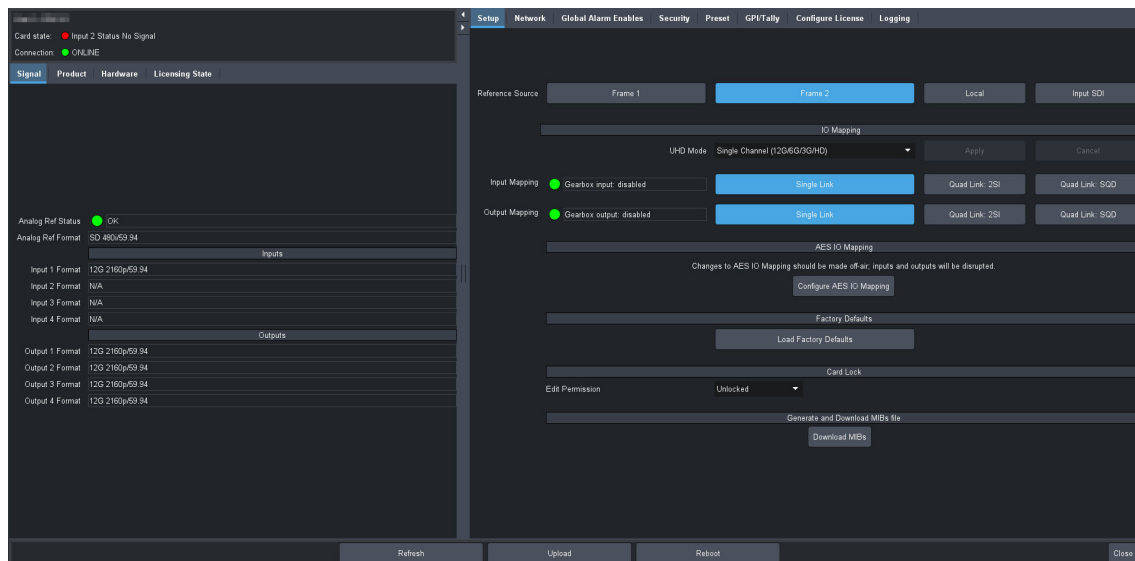 Card state: Input 2 Status No Signal
Connection: ONLINE
Signal Product Hardware Licensing State
Analog Ref Status OK
Analog Ref Format SD 480i/59.94
Inputs
Input 1 Format 12G 2160p/59.94
Input 2 Format N/A
Input 3 Format N/A
Input 4 Format N/A
Outputs
Output 1 Format 12G 2160p/59.94
Output 2 Format 12G 2160p/59.94
Output 3 Format 12G 2160p/59.94
Output 4 Format 12G 2160p/59.94
Setup Network Global Alarm Enables Security Preset GPI/Tally Configure License Logging
Reference Source Frame 1 Frame 2 Local Input SDI
IO Mapping
UHD Mode Single Channel (12G/6G/3G/HD) Apply Cancel
Input Mapping Gearbox input: disabled Single Link Quad Link: 2SI Quad Link: SQD
Output Mapping Gearbox output: disabled Single Link Quad Link: 2SI Quad Link: SQD
AES IO Mapping
Changes to AES IO Mapping should be made off-air; inputs and outputs will be disrupted.
Configure AES IO Mapping
Factory Defaults
Load Factory Defaults
Card Lock
Edit Permission Unlocked
Generate and Download MIBs file
Download MIBs
Refresh Upload Reboot Close